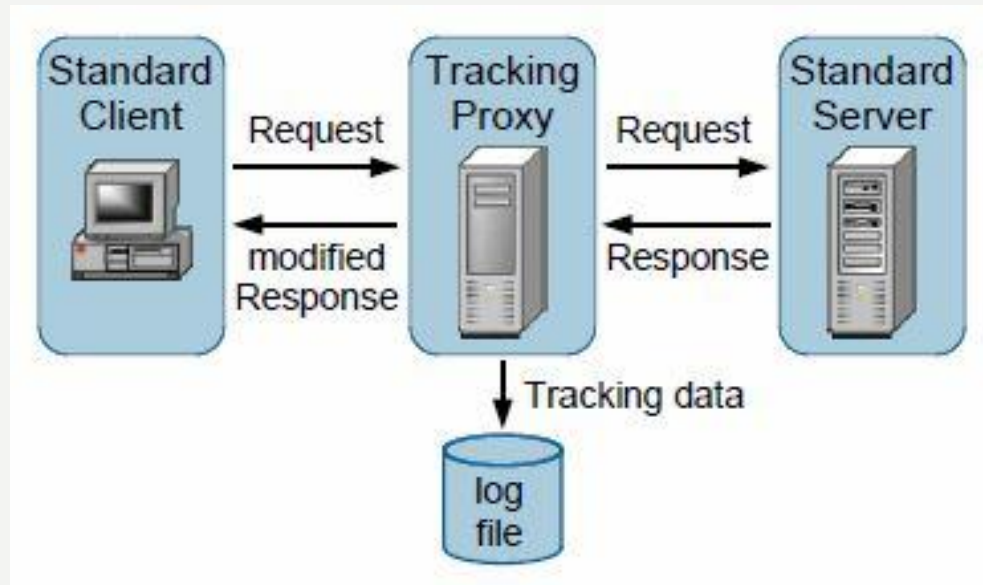 Standard
Client
Request
modified
Response
Tracking
Proxy
Request
Response
Standard
Server
Tracking data
log
file